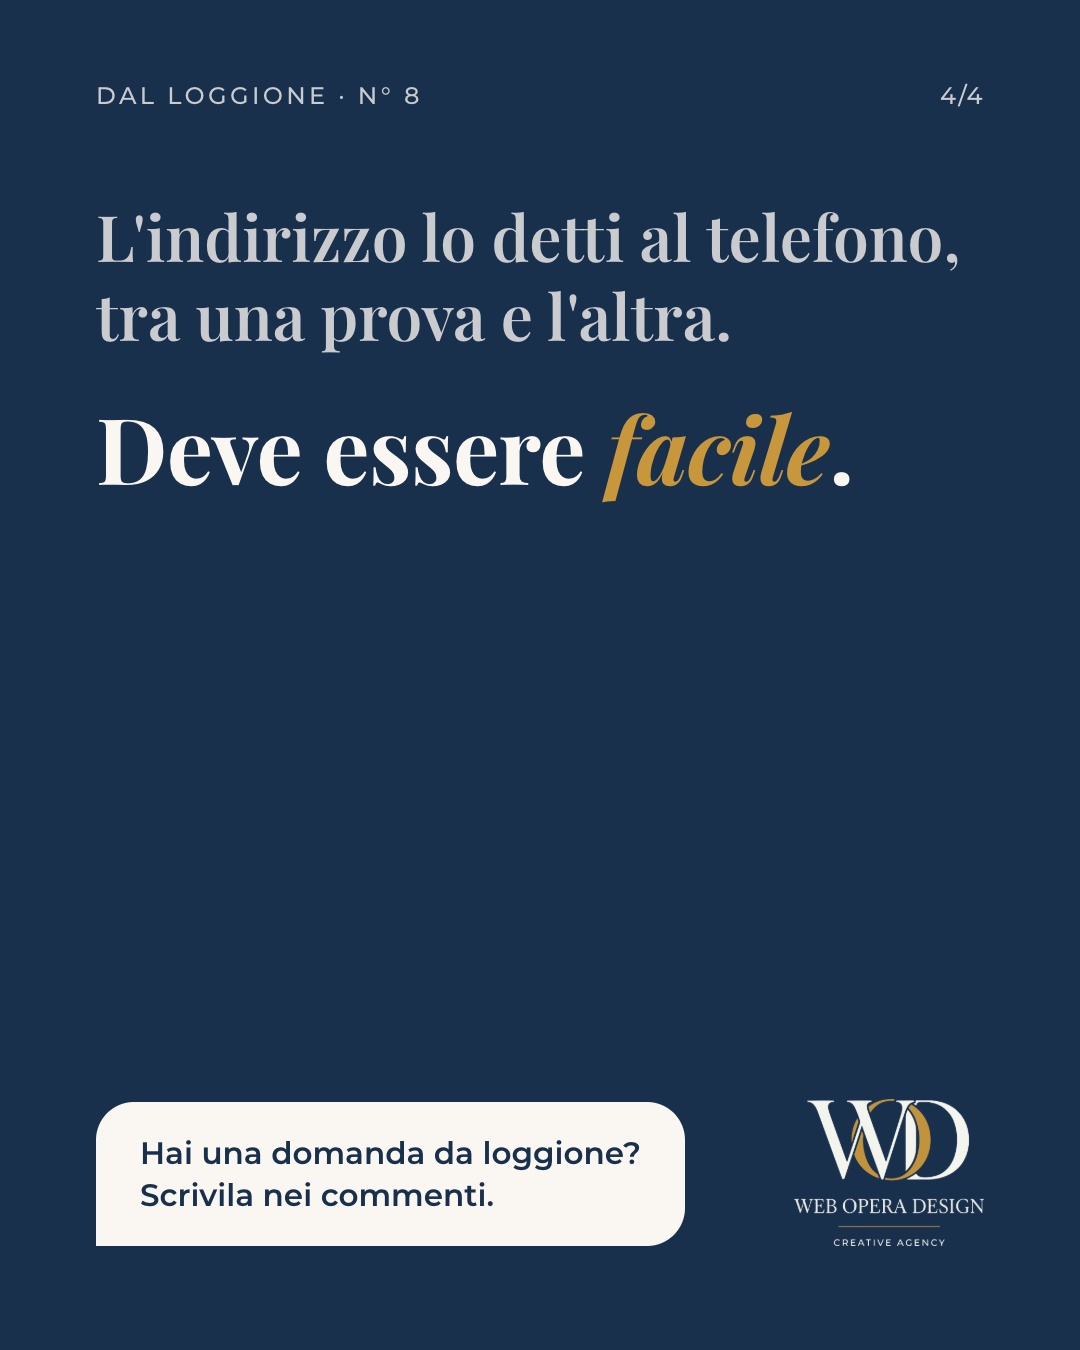 DAL LOGGIONE · N° 8
4/4
L'indirizzo lo detti al telefono,
tra una prova e l'altra.
Deve essere facile.
Hai una domanda da loggione?
Scrivila nei commenti.
WOD
WEB OPERA DESIGN
CREATIVE AGENCY